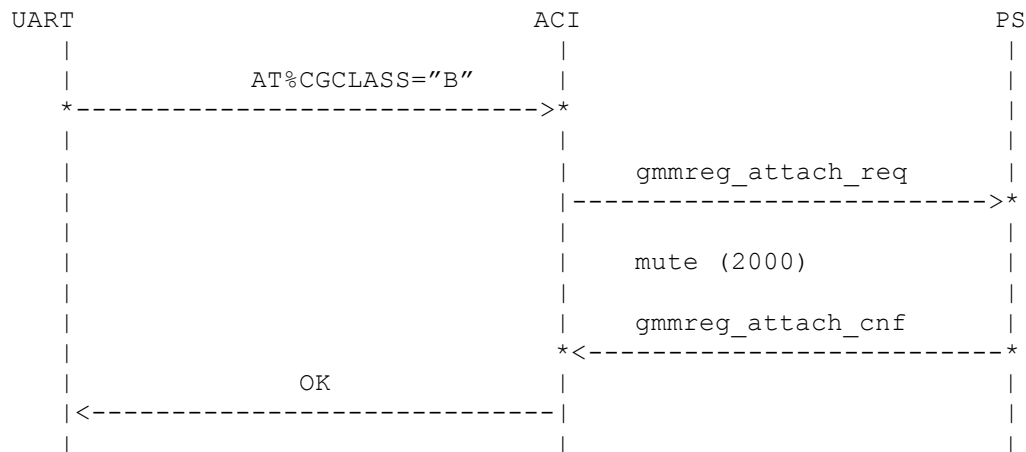 UART ACI PS
AT%CGCLASS=”B”
gmmreg_attach_req
mute (2000)
gmmreg_attach_cnf
OK